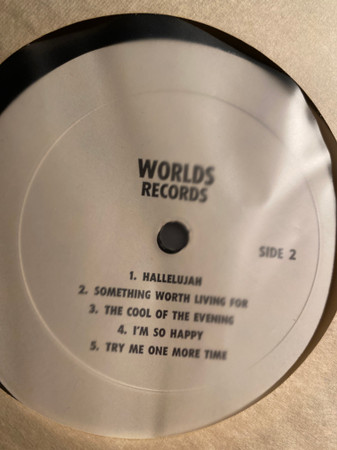 WORLDS
RECORDS
SIDE 2
1. HALLELUJAH
2. SOMETHING WORTH LIVING FOR
3. THE COOL OF THE EVENING
4. I'M SO HAPPY
5. TRY ME ONE MORE TIME